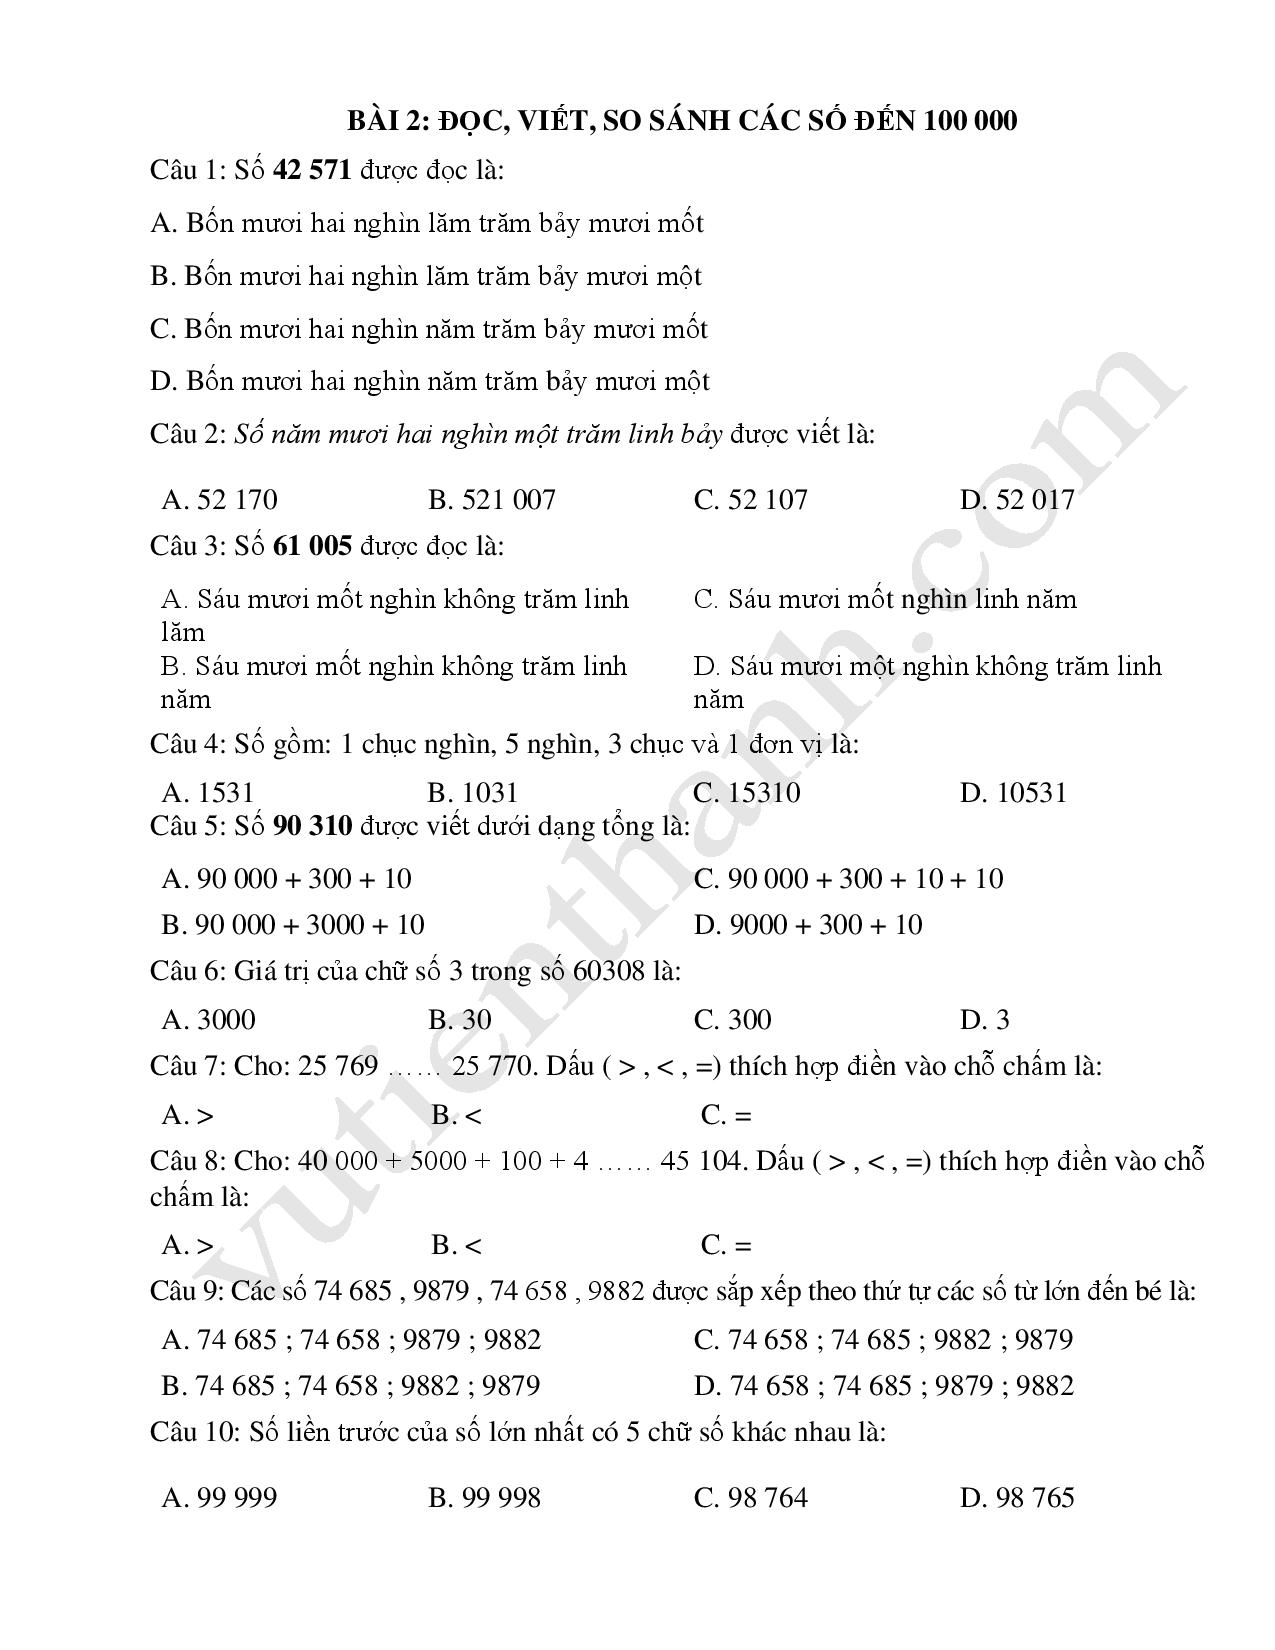 BÀI 2: ĐỌC, VIẾT, SO SÁNH CÁC SỐ ĐẾN 100 000
Câu 1: Số 42 571 được đọc là:
A. Bốn mươi hai nghìn lăm trăm bảy mươi mốt
B. Bốn mươi hai nghìn lăm trăm bảy mươi một
C. Bốn mươi hai nghìn năm trăm bảy mươi mốt
D. Bốn mươi hai nghìn năm trăm bảy mươi một
Câu 2: Số năm mươi hai nghìn một trăm linh bảy được viết là:
A. 52 170 B. 521 007 C. 52 107 D. 52 017
Câu 3: Số 61 005 được đọc là:
A. Sáu mươi mốt nghìn không trăm linh lăm
C. Sáu mươi mốt nghìn linh năm
B. Sáu mươi mốt nghìn không trăm linh năm
D. Sáu mươi một nghìn không trăm linh năm
Câu 4: Số gồm: 1 chục nghìn, 5 nghìn, 3 chục và 1 đơn vị là:
A. 1531 B. 1031 C. 15310 D. 10531
Câu 5: Số 90 310 được viết dưới dạng tổng là:
A. 90 000 + 300 + 10 C. 90 000 + 300 + 10 + 10
B. 90 000 + 3000 + 10 D. 9000 + 300 + 10
Câu 6: Giá trị của chữ số 3 trong số 60308 là:
A. 3000 B. 30 C. 300 D. 3
Câu 7: Cho: 25 769 …… 25 770. Dấu ( > , < , =) thích hợp điền vào chỗ chấm là:
A. > B. < C. =
Câu 8: Cho: 40 000 + 5000 + 100 + 4 …… 45 104. Dấu ( > , < , =) thích hợp điền vào chỗ
chấm là:
A. > B. < C. =
Câu 9: Các số 74 685 , 9879 , 74 658 , 9882 được sắp xếp theo thứ tự các số từ lớn đến bé là:
A. 74 685 ; 74 658 ; 9879 ; 9882 C. 74 658 ; 74 685 ; 9882 ; 9879
B. 74 685 ; 74 658 ; 9882 ; 9879 D. 74 658 ; 74 685 ; 9879 ; 9882
Câu 10: Số liền trước của số lớn nhất có 5 chữ số khác nhau là:
A. 99 999 B. 99 998 C. 98 764 D. 98 765
vutienthanh.com